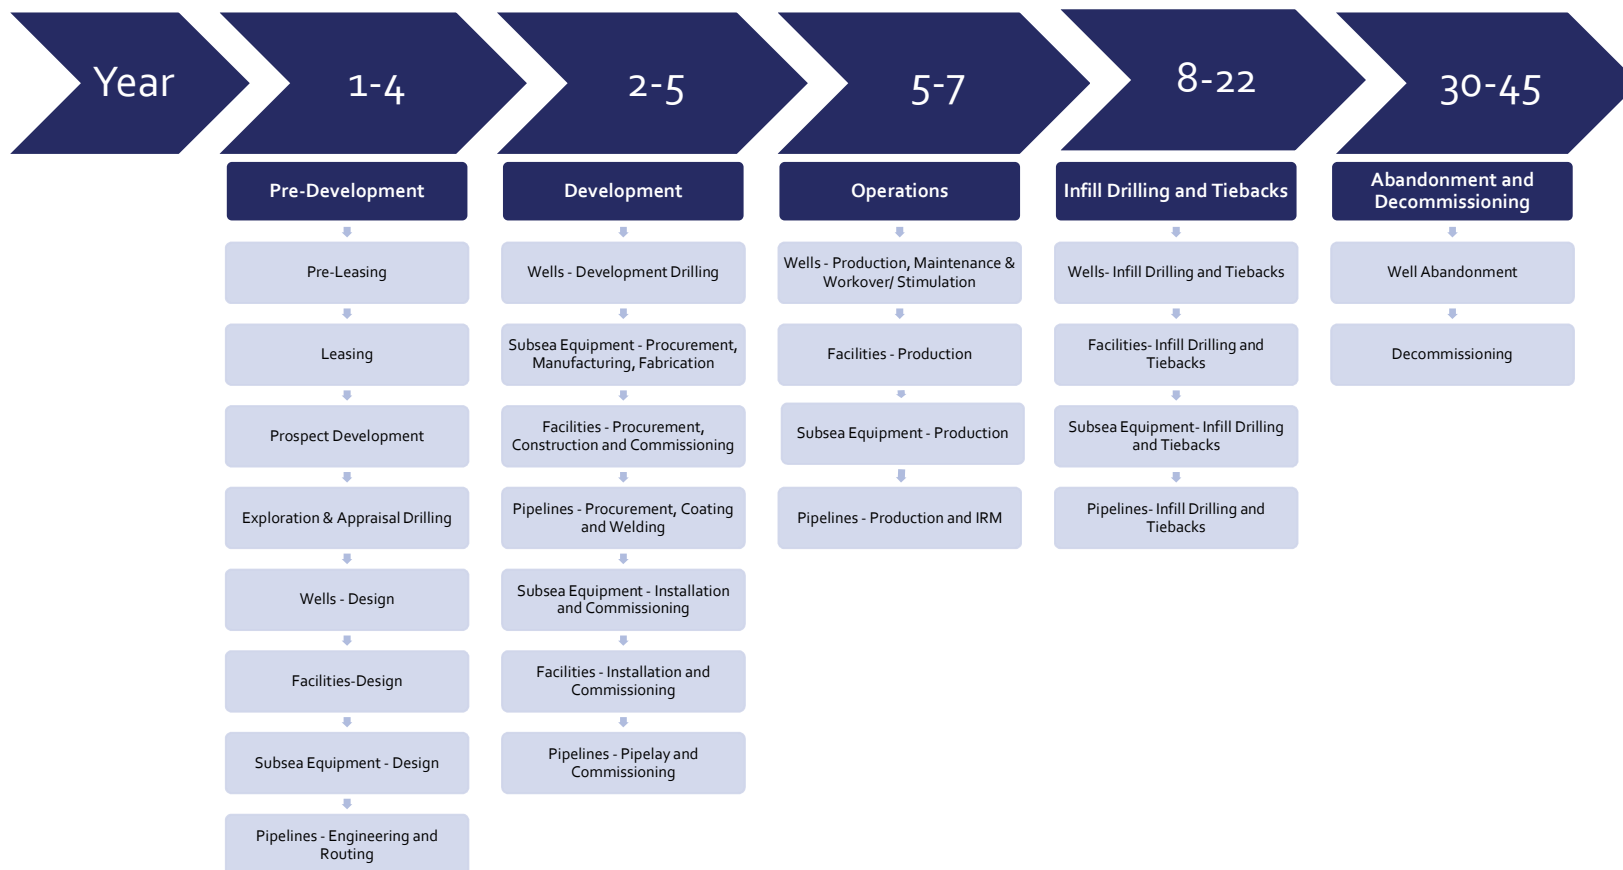 Year
1-4
2-5
5-7
8-22
30-45
Pre-Development
Pre-Leasing
Leasing
Prospect Development
Exploration & Appraisal Drilling
Wells - Design
Facilities-Design
Subsea Equipment - Design
Pipelines - Engineering and
Routing
Development
Wells - Development Drilling
Subsea Equipment - Procurement,
Manufacturing, Fabrication
Facilities - Procurement,
Construction and Commissioning
Pipelines - Procurement, Coating
and Welding
Subsea Equipment - Installation
and Commissioning
Facilities - Installation and
Commissioning
Pipelines - Pipelay and
Commissioning
Operations
Wells - Production, Maintenance &
Workover/ Stimulation
Facilities - Production
Subsea Equipment - Production
Pipelines - Production and IRM
Infill Drilling and Tiebacks
Wells- Infill Drilling and Tiebacks
Facilities- Infill Drilling and
Tiebacks
Subsea Equipment- Infill Drilling
and Tiebacks
Pipelines- Infill Drilling and
Tiebacks
Abandonment and
Decommissioning
Well Abandonment
Decommissioning